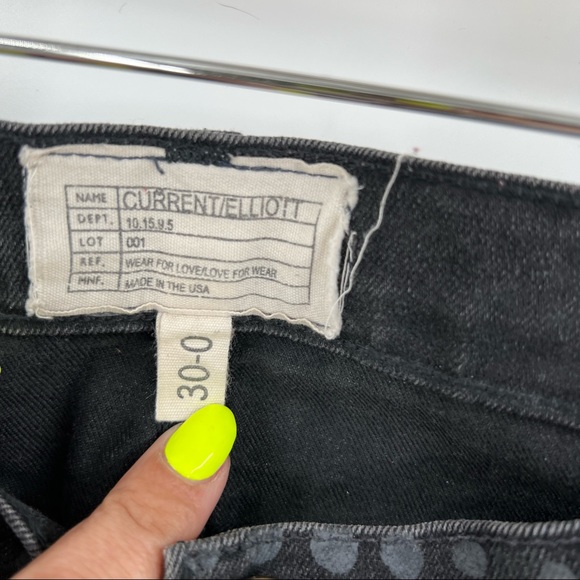 NAME CURRENT/ELLIOTT
DEPT. 10.15.9.5
LOT 001
REF. WEAR FOR LOVE/LOVE FOR WEAR
MNF. MADE IN THE USA
30-0